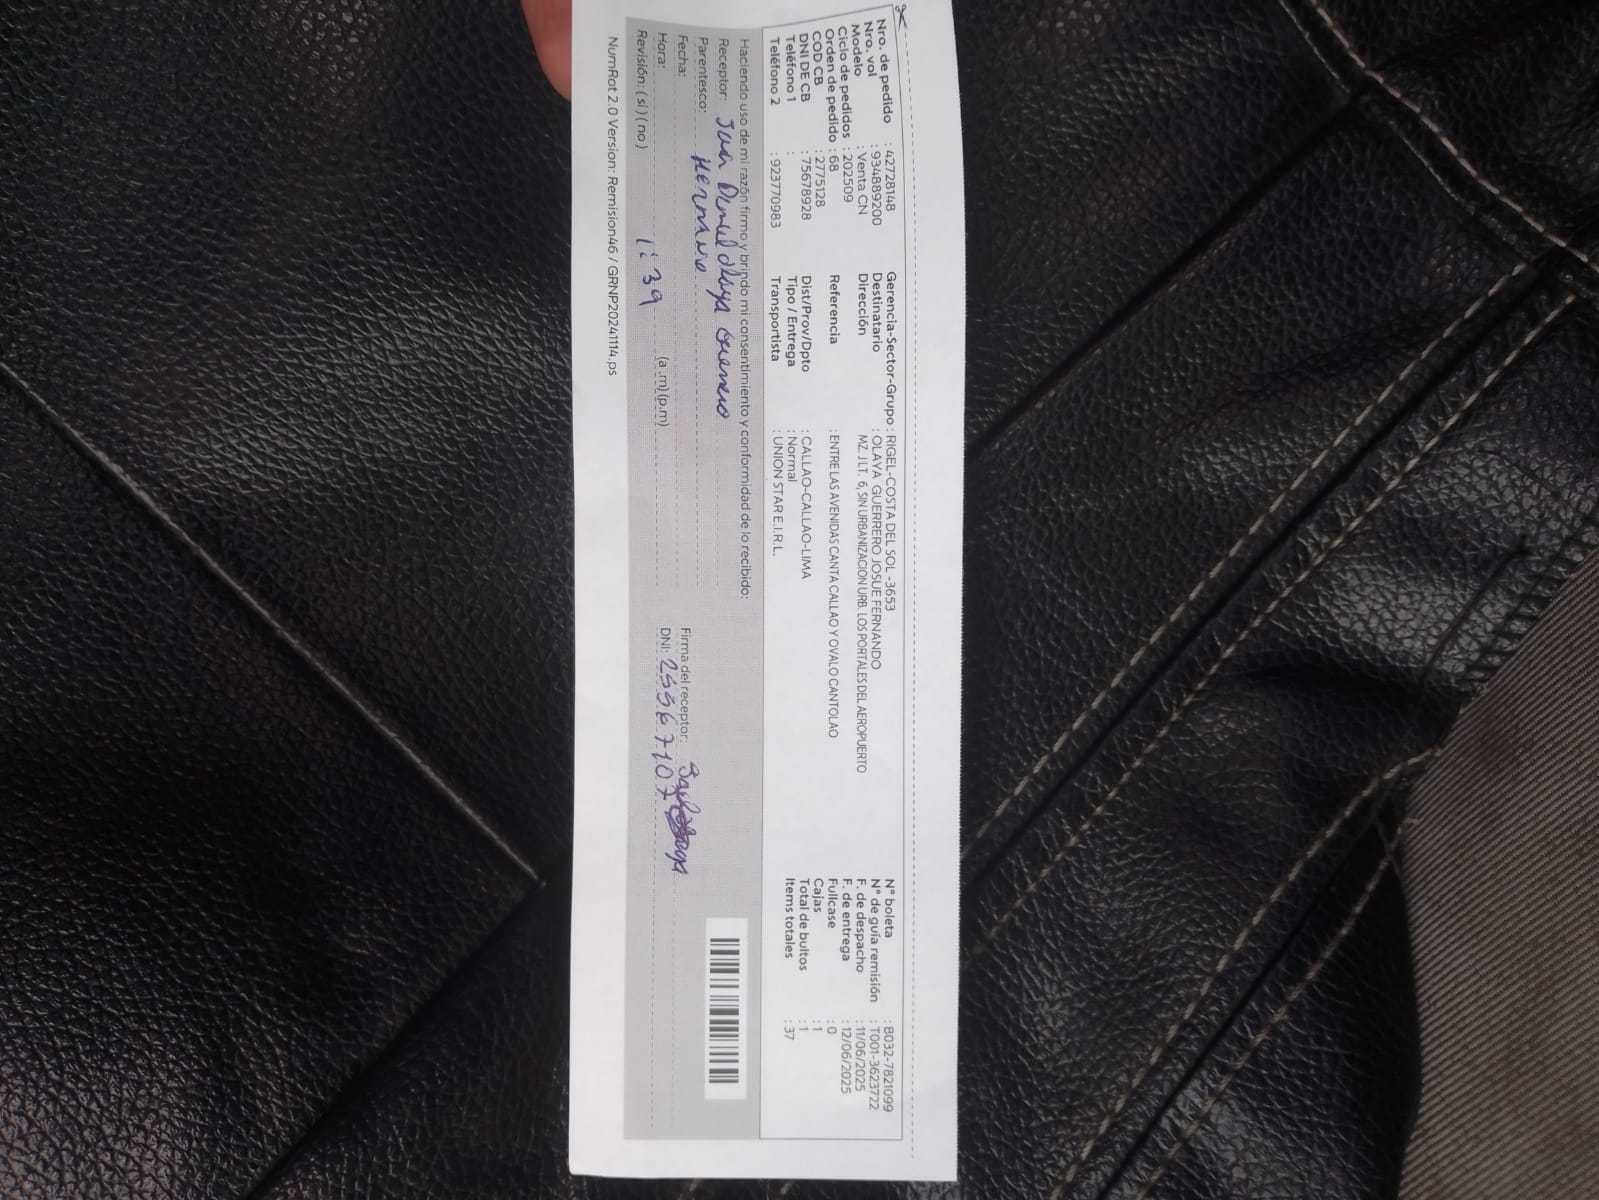 Nro. de pedido : 42728148
Nro. vol : 934889200
Modelo : Venta CN
Ciclo de pedidos : 202509
Orden de pedido : 68
COD CB : 2775128
DNI DE CB : 75678928
Teléfono 1 :
Teléfono 2 : 923770983
Gerencia-Sector-Grupo : RIGEL-COSTA DEL SOL -3653
Destinatario : OLAYA GUERRERO JOSUE FERNANDO
Dirección MZ. J LT. 6, SN URBANIZACION URB. LOS PORTALES DEL AEROPUERTO
Referencia : ENTRE LAS AVENIDAS CANTA CALLAO Y OVALO CANTOLAO
Dist/Prov/Dpto : CALLAO-CALLAO-LIMA
Tipo / Entrega : Normal
Transportista : UNION STAR E.I.R.L.
N° boleta : B032-7821099
N° de guía remisión : T001-3623722
F. de despacho : 11/06/2025
F. de entrega : 12/06/2025
Fullcase : 0
Cajas : 1
Total de bultos : 1
Items totales : 37
Haciendo uso de mi razón firmo y brindo mi consentimiento y conformidad de lo recibido:
Receptor: Juan Daniel Olaya Guerrero
Parentesco: Hermano
Fecha:
Hora: 1:39 (a.m)(p.m)
Revisión: (si) (no)
Firma del receptor:
DNI: 25567107
NumRot 2.0 Version: Remision46 / GRNP20241114.ps